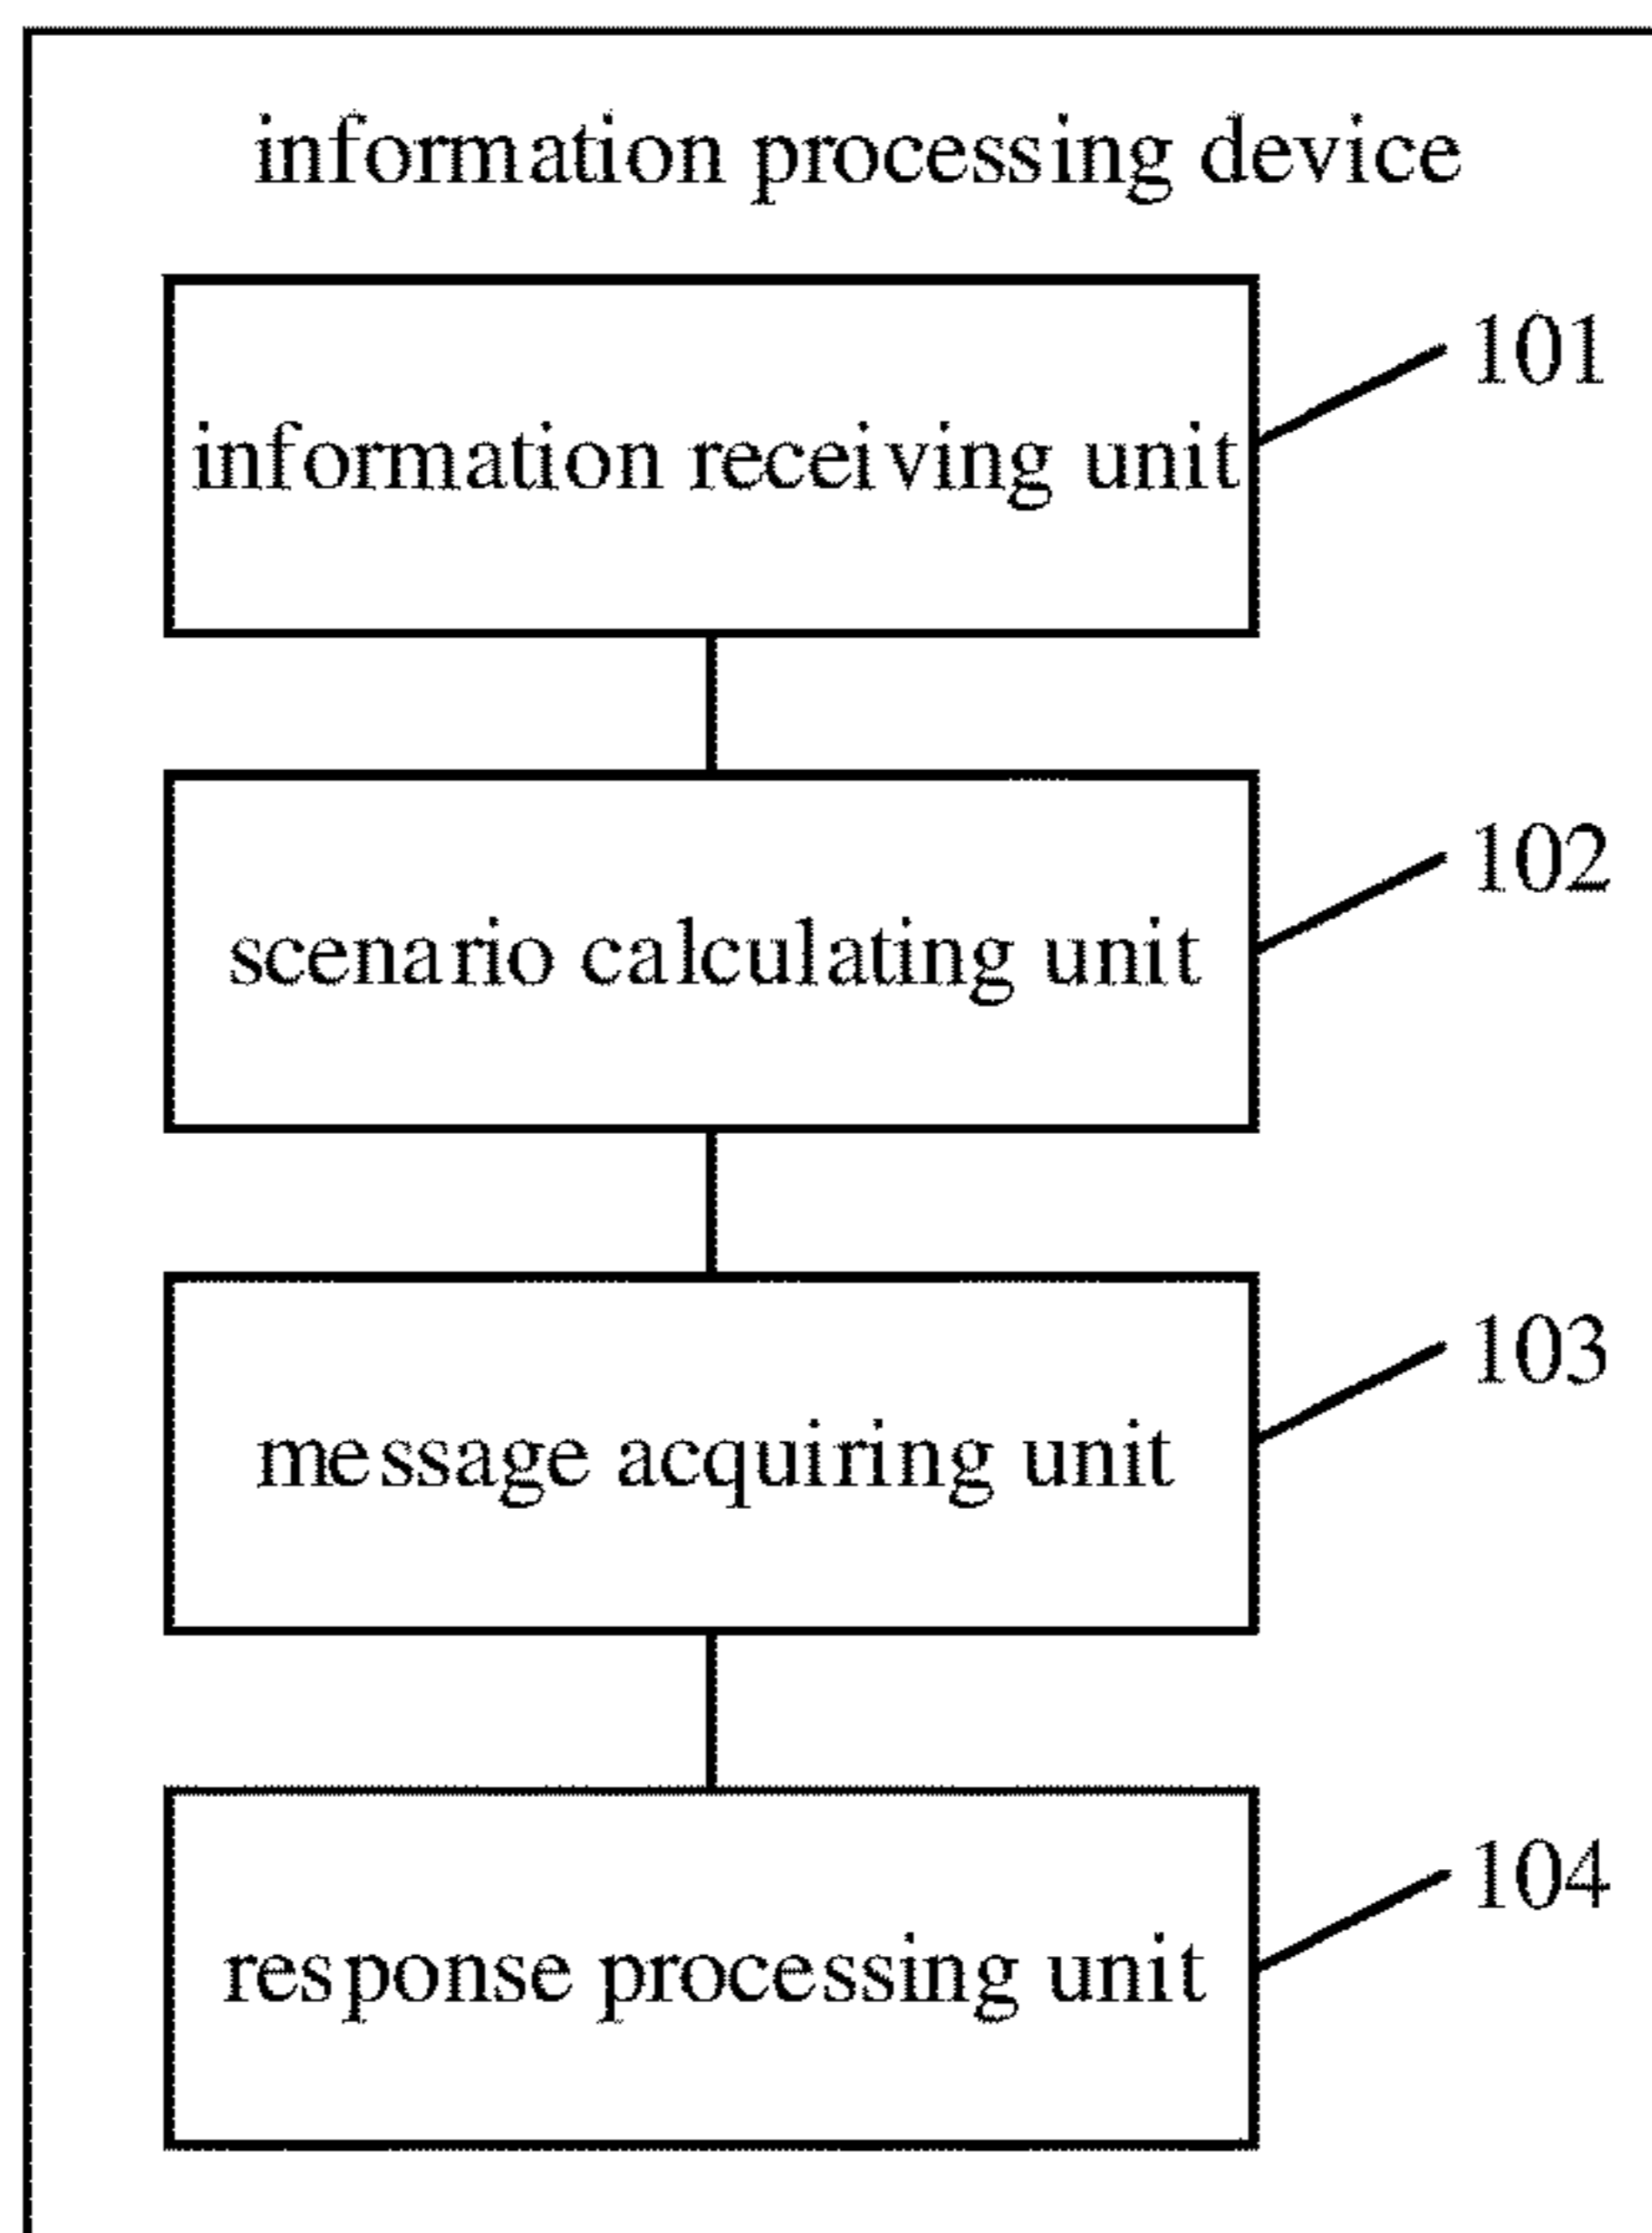 information processing device
101
information receiving unit
102
scenario calculating unit
103
message acquiring unit
104
response processing unit